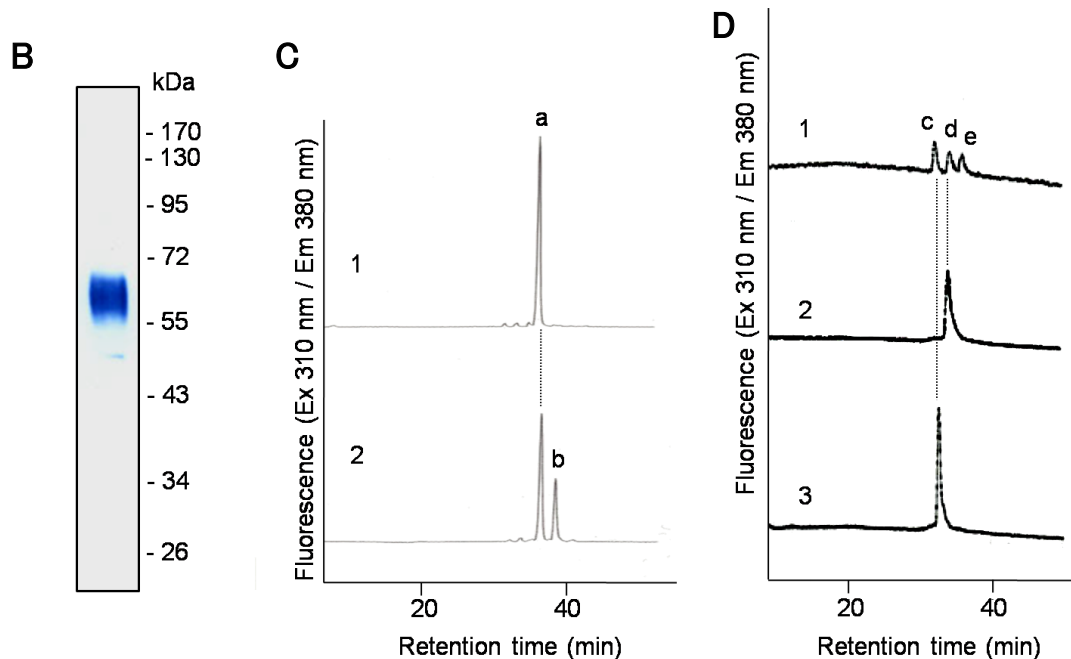 B
kDa
- 170
- 130
- 95
- 72
- 55
- 43
- 34
- 26
C
Fluorescence (Ex 310 nm / Em 380 nm)
a
1
2
b
20
40
Retention time (min)
D
Fluorescence (Ex 310 nm / Em 380 nm)
1
c
d
e
2
3
20
40
Retention time (min)